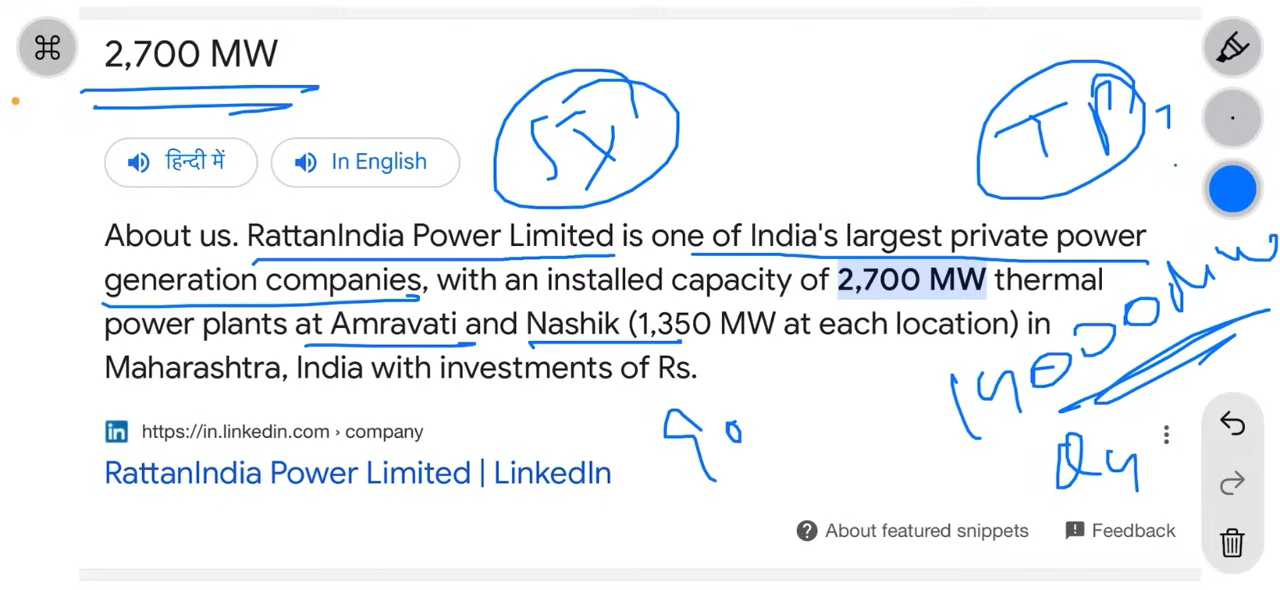 2,700 MW
5X
TP
हिन्दी में
In English
About us. RattanIndia Power Limited is one of India's largest private power
generation companies, with an installed capacity of 2,700 MW thermal
power plants at Amravati and Nashik (1,350 MW at each location) in
Maharashtra, India with investments of Rs.
https://in.linkedin.com › company
RattanIndia Power Limited | LinkedIn
About featured snippets
Feedback